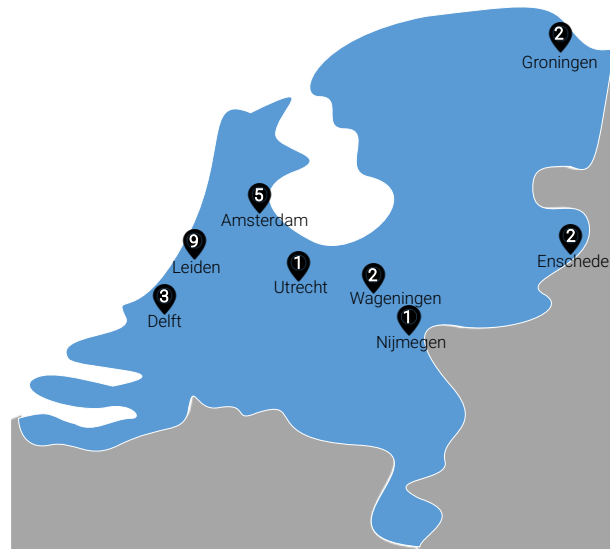 2
Groningen
5
Amsterdam
9
Leiden
2
Enschede
1
Utrecht
2
Wageningen
3
Delft
1
Nijmegen